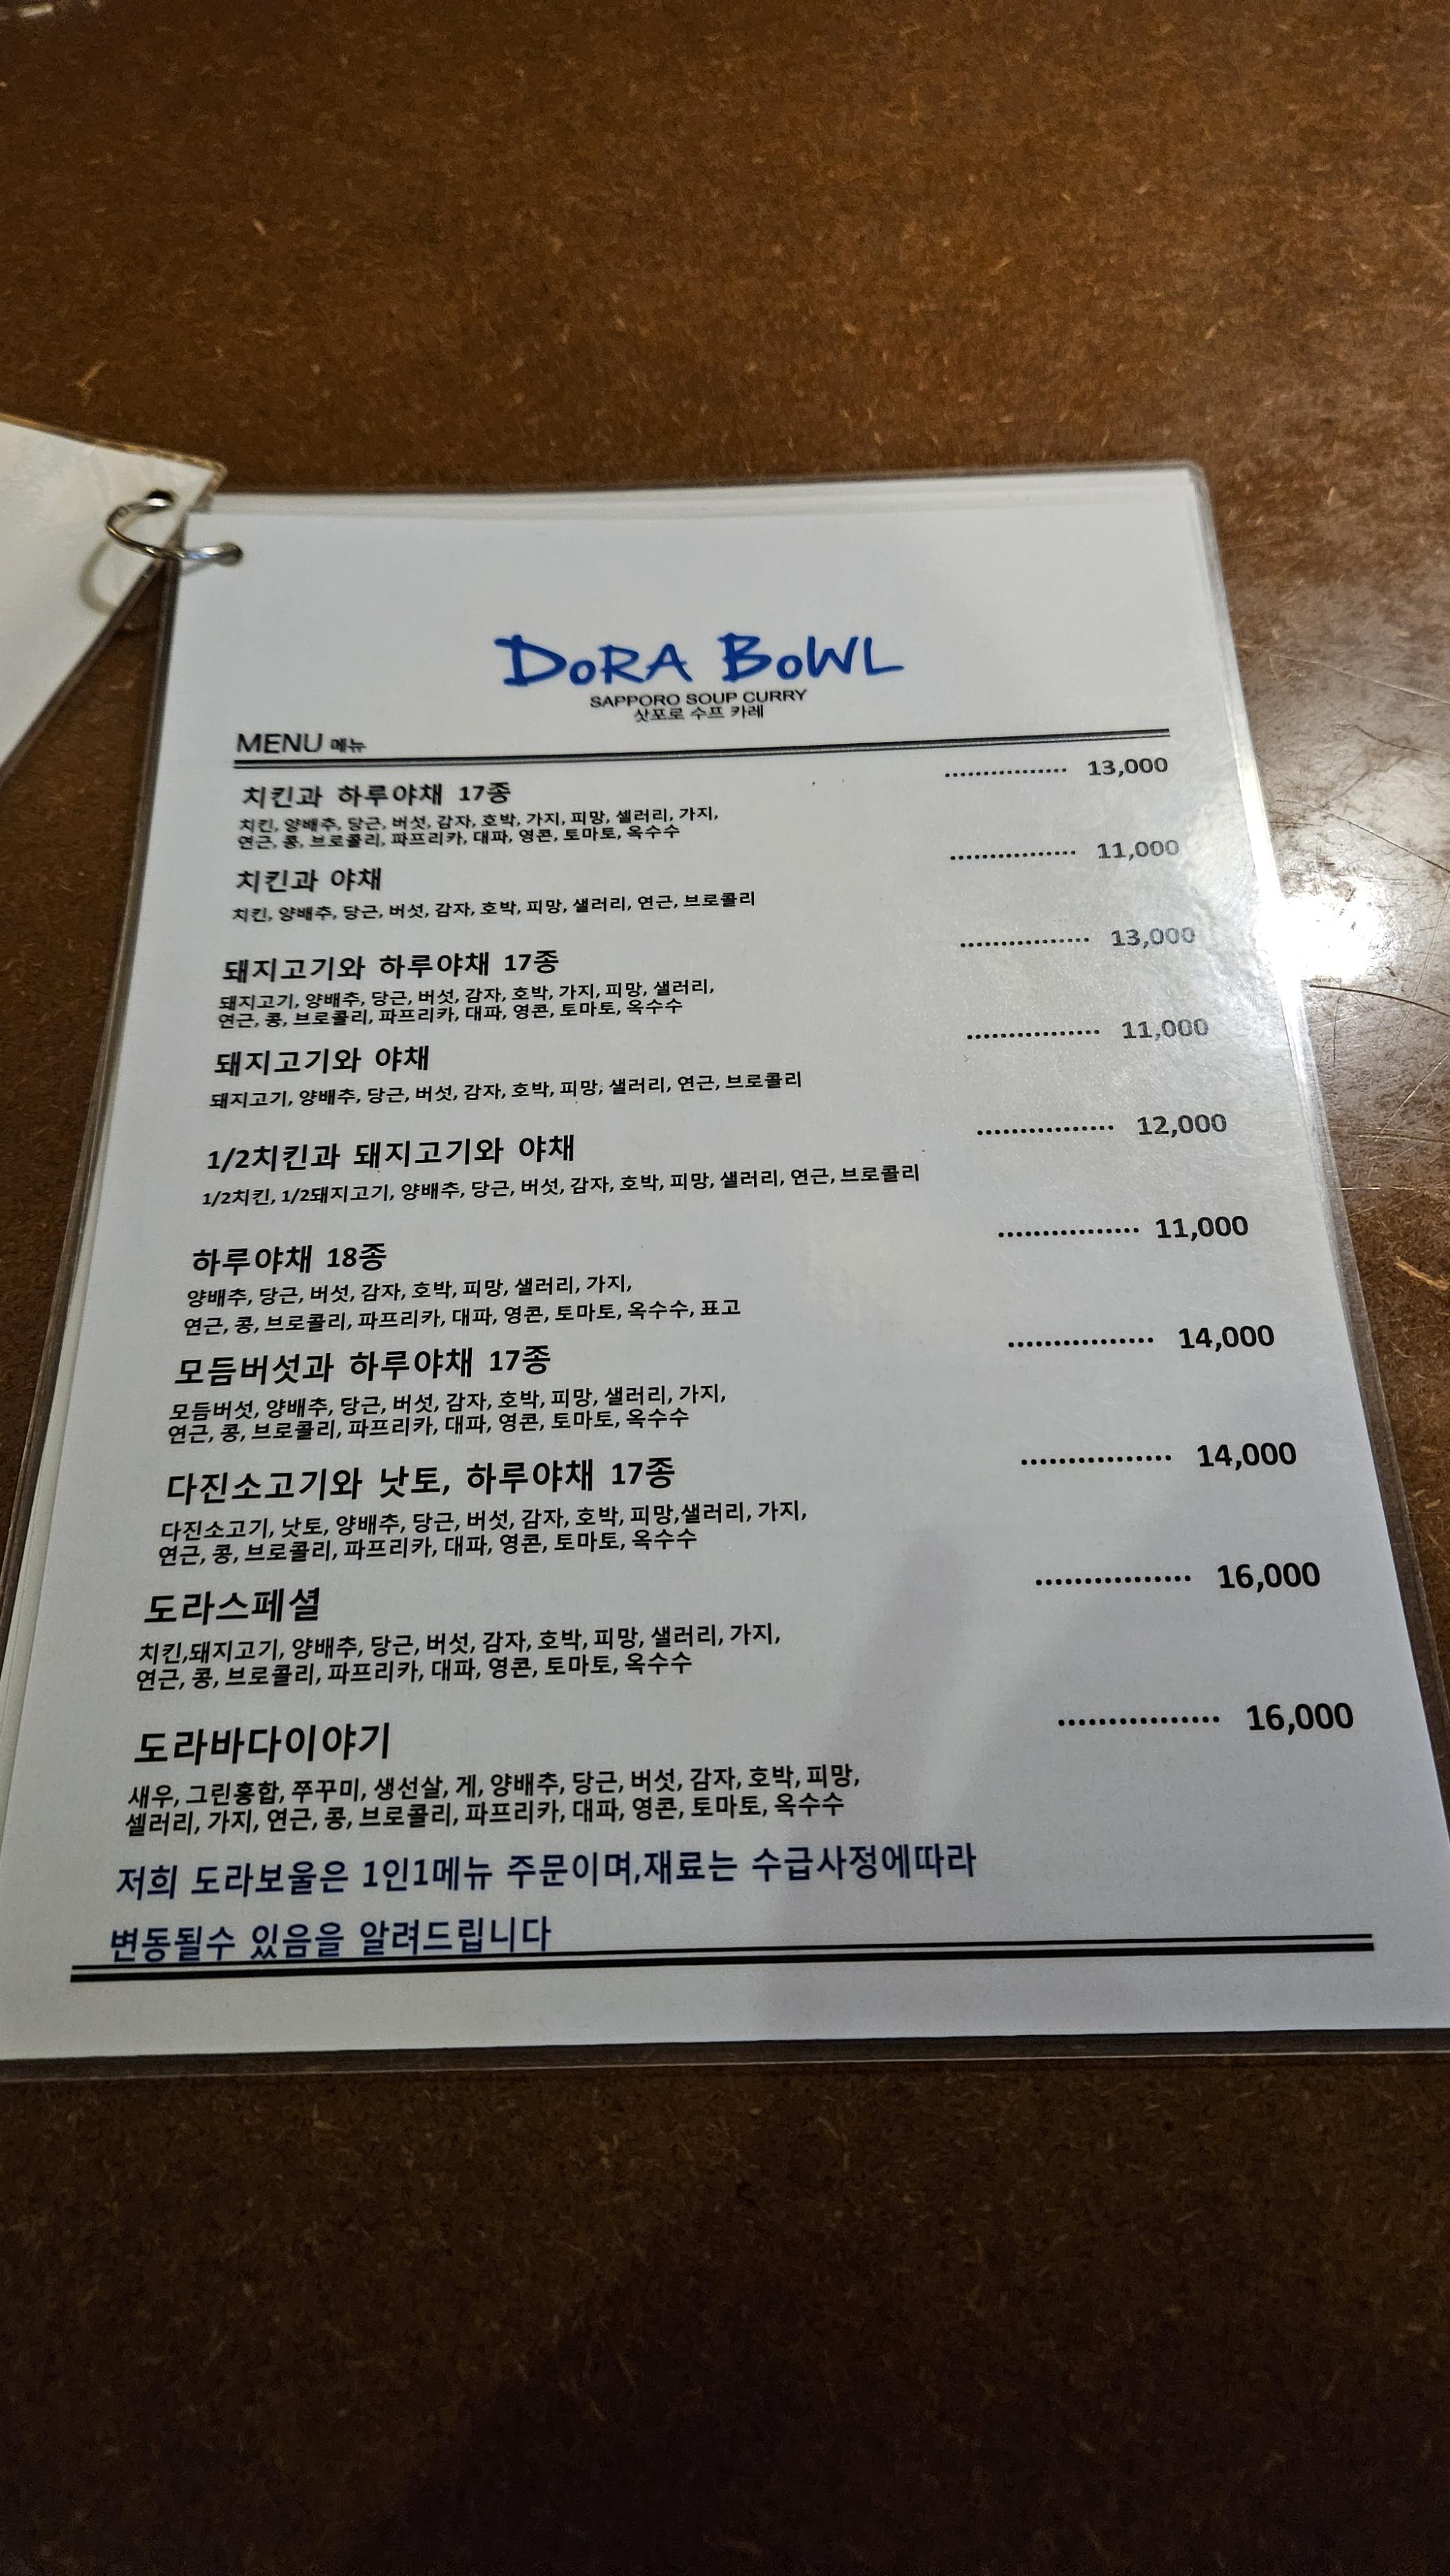 DORA BOWL
SAPPORO SOUP CURRY
삿포로 수프 카레
MENU 메뉴
치킨과 하루야채 17종 ................ 13,000
치킨, 양배추, 당근, 버섯, 감자, 호박, 가지, 피망, 셀러리, 가지,
연근, 콩, 브로콜리, 파프리카, 대파, 영콘, 토마토, 옥수수
치킨과 야채 ................ 11,000
치킨, 양배추, 당근, 버섯, 감자, 호박, 피망, 샐러리, 연근, 브로콜리
돼지고기와 하루야채 17종 ................ 13,000
돼지고기, 양배추, 당근, 버섯, 감자, 호박, 가지, 피망, 샐러리,
연근, 콩, 브로콜리, 파프리카, 대파, 영콘, 토마토, 옥수수
돼지고기와 야채 ................ 11,000
돼지고기, 양배추, 당근, 버섯, 감자, 호박, 피망, 샐러리, 연근, 브로콜리
1/2치킨과 돼지고기와 야채 ................ 12,000
1/2치킨, 1/2돼지고기, 양배추, 당근, 버섯, 감자, 호박, 피망, 샐러리, 연근, 브로콜리
하루야채 18종 ................ 11,000
양배추, 당근, 버섯, 감자, 호박, 피망, 샐러리, 가지,
연근, 콩, 브로콜리, 파프리카, 대파, 영콘, 토마토, 옥수수, 표고
모듬버섯과 하루야채 17종 ................ 14,000
모듬버섯, 양배추, 당근, 버섯, 감자, 호박, 피망, 샐러리, 가지,
연근, 콩, 브로콜리, 파프리카, 대파, 영콘, 토마토, 옥수수
다진소고기와 낫토, 하루야채 17종 ................ 14,000
다진소고기, 낫토, 양배추, 당근, 버섯, 감자, 호박, 피망,샐러리, 가지,
연근, 콩, 브로콜리, 파프리카, 대파, 영콘, 토마토, 옥수수
도라스페셜 ................ 16,000
치킨,돼지고기, 양배추, 당근, 버섯, 감자, 호박, 피망, 샐러리, 가지,
연근, 콩, 브로콜리, 파프리카, 대파, 영콘, 토마토, 옥수수
도라바다이야기 ................ 16,000
새우, 그린홍합, 쭈꾸미, 생선살, 게, 양배추, 당근, 버섯, 감자, 호박, 피망,
셀러리, 가지, 연근, 콩, 브로콜리, 파프리카, 대파, 영콘, 토마토, 옥수수
저희 도라보울은 1인1메뉴 주문이며,재료는 수급사정에따라
변동될수 있음을 알려드립니다